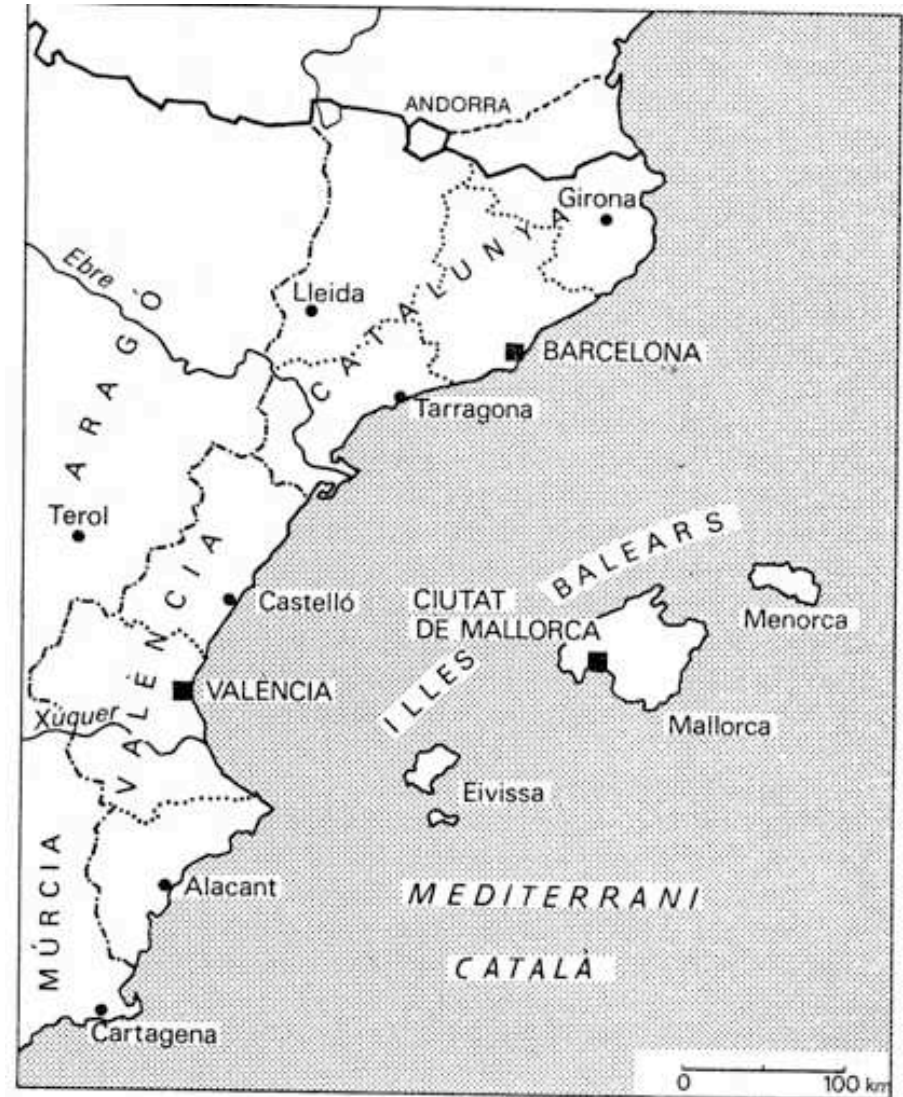 ANDORRA
Girona
CATALUNYA
Ebre
Lleida
BARCELONA
Tarragona
ARAGÓ
Terol
BALEARS
CIUTAT
DE MALLORCA
Menorca
Castelló
VALÈNCIA
ILLES
VALENCIA
Xúquer
Mallorca
Eivissa
MÚRCIA
Alacant
MEDITERRANI
CATALÀ
Cartagena
0 100 km